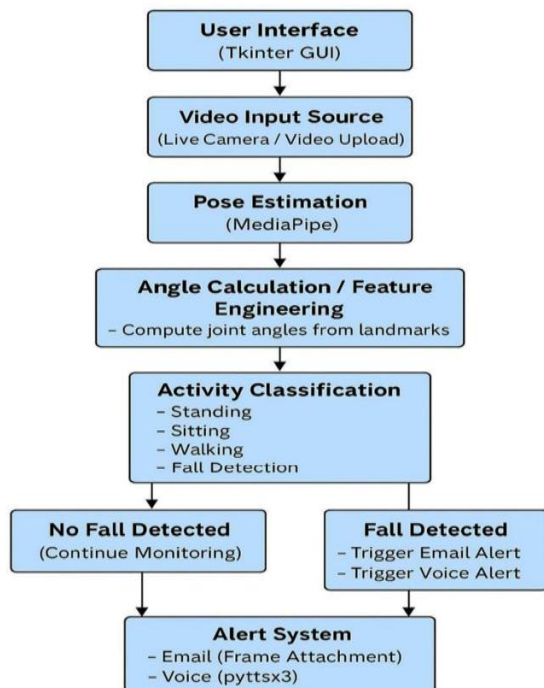 User Interface
(Tkinter GUI)
Video Input Source
(Live Camera / Video Upload)
Pose Estimation
(MediaPipe)
Angle Calculation / Feature
Engineering
– Compute joint angles from landmarks
Activity Classification
– Standing
– Sitting
– Walking
– Fall Detection
No Fall Detected
(Continue Monitoring)
Fall Detected
– Trigger Email Alert
– Trigger Voice Alert
Alert System
– Email (Frame Attachment)
– Voice (pyttsx3)